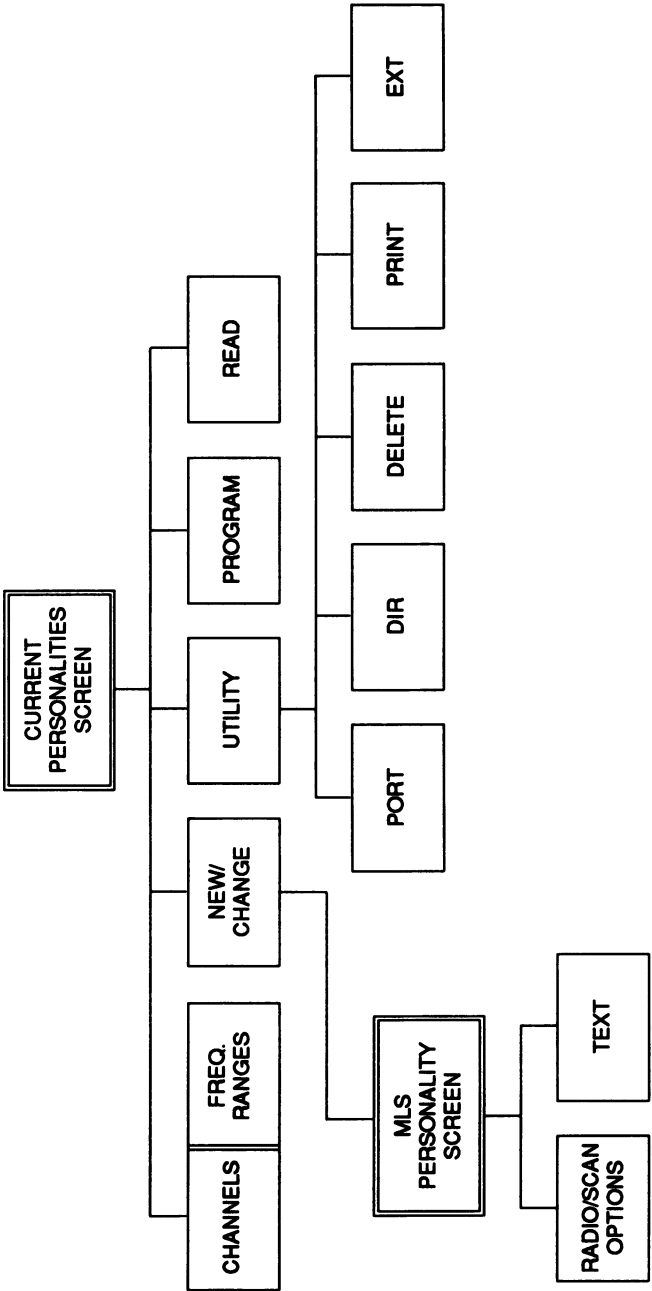 CURRENT
PERSONALITIES
SCREEN
CHANNELS
FREQ.
RANGES
NEW/
CHANGE
UTILITY
PROGRAM
READ
MLS
PERSONALITY
SCREEN
PORT
DIR
DELETE
PRINT
EXT
RADIO/SCAN
OPTIONS
TEXT